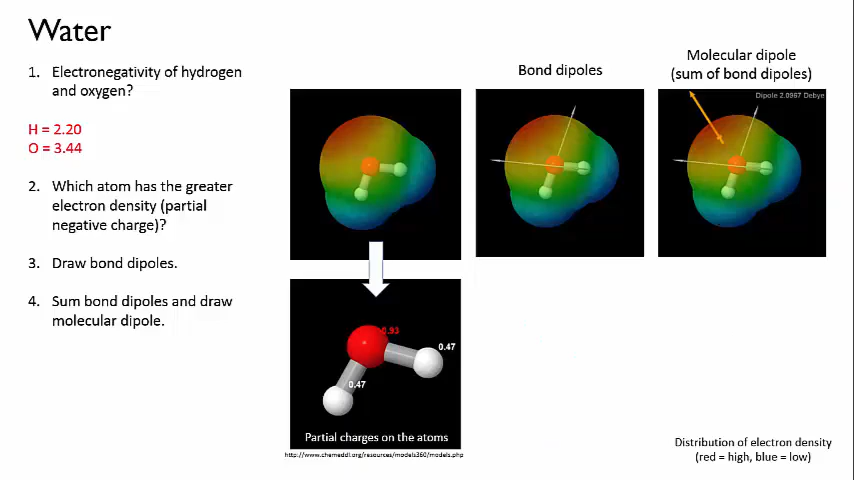 Water
1. Electronegativity of hydrogen
and oxygen?
H = 2.20
O = 3.44
2. Which atom has the greater
electron density (partial
negative charge)?
3. Draw bond dipoles.
4. Sum bond dipoles and draw
molecular dipole.
Bond dipoles
Molecular dipole
(sum of bond dipoles)
Dipole 2.0967 Debye
0.93
0.47
0.47
Partial charges on the atoms
http://www.chemeddl.org/resources/models360/models.php
Distribution of electron density
(red = high, blue = low)